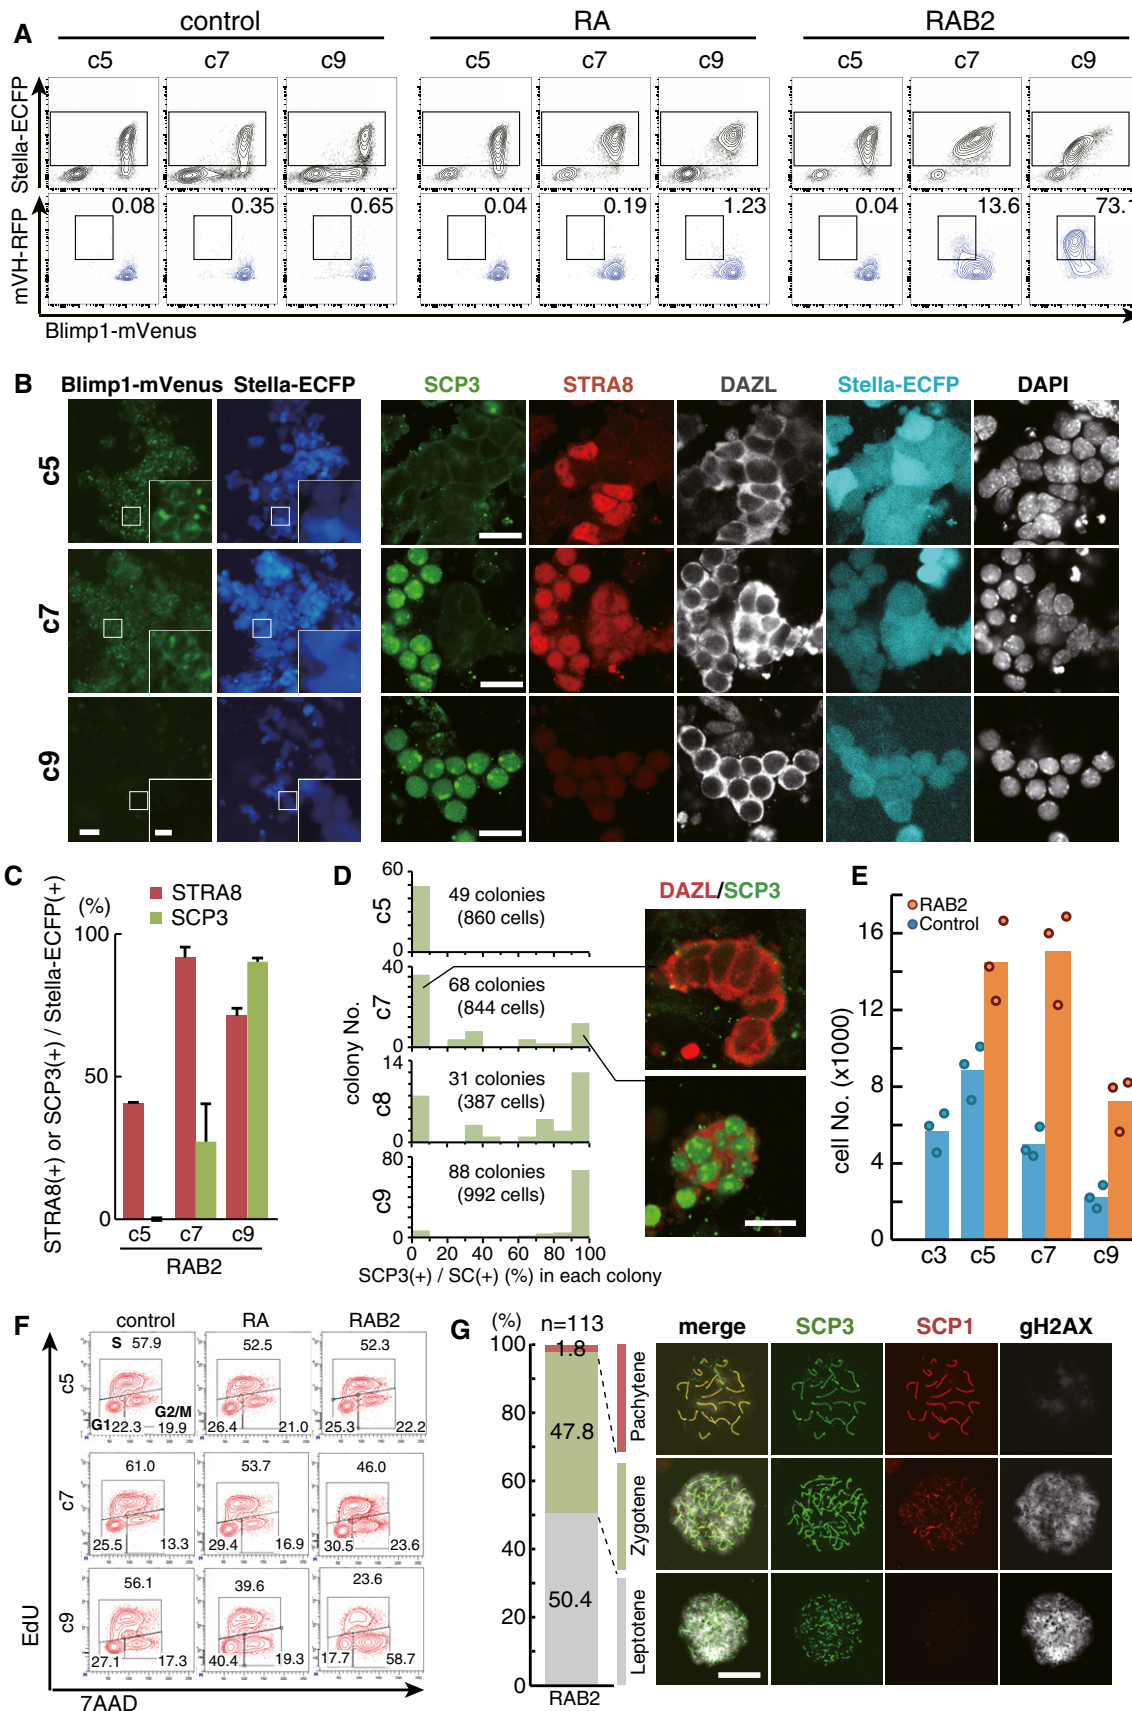 A
control
RA
RAB2
c5
c7
c9
c5
c7
c9
c5
c7
c9
Stella-ECFP
mVH-RFP
0.08
0.35
0.65
0.04
0.19
1.23
0.04
13.6
73.1
Blimp1-mVenus
B
Blimp1-mVenus
Stella-ECFP
SCP3
STRA8
DAZL
Stella-ECFP
DAPI
c5
c7
c9
C
STRA8(+) or SCP3(+) / Stella-ECFP(+)
(%)
STRA8
SCP3
100
50
0
c5
c7
c9
RAB2
D
colony No.
c5
60
0
49 colonies
(860 cells)
c7
40
0
68 colonies
(844 cells)
c8
14
0
31 colonies
(387 cells)
c9
80
0
88 colonies
(992 cells)
0
20
40
60
80
100
SCP3(+) / SC(+) (%) in each colony
DAZL/SCP3
E
RAB2
Control
cell No. (x1000)
16
12
8
4
0
c3
c5
c7
c9
F
control
RA
RAB2
c5
S 57.9
G1 22.3
G2/M
19.9
52.5
26.4
21.0
52.3
25.3
22.2
c7
61.0
25.5
13.3
53.7
29.4
16.9
46.0
30.5
23.6
c9
56.1
27.1
17.3
39.6
40.4
19.3
23.6
17.7
58.7
EdU
7AAD
G
(%)
n=113
100
80
60
40
20
0
1.8
47.8
50.4
RAB2
Pachytene
Zygotene
Leptotene
merge
SCP3
SCP1
gH2AX